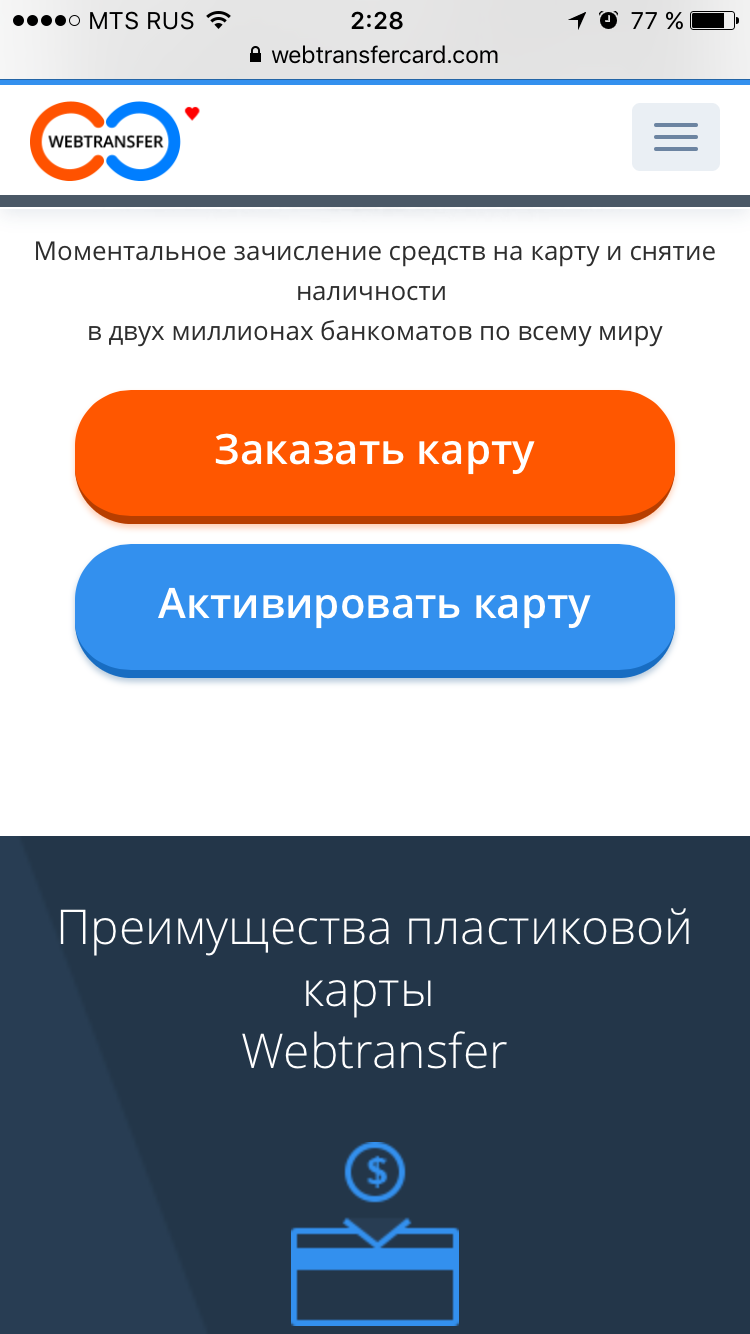 MTS RUS 2:28 77 %
webtransfercard.com
WEBTRANSFER
Моментальное зачисление средств на карту и снятие
наличности
в двух миллионах банкоматов по всему миру
Заказать карту
Активировать карту
Преимущества пластиковой
карты
Webtransfer
$